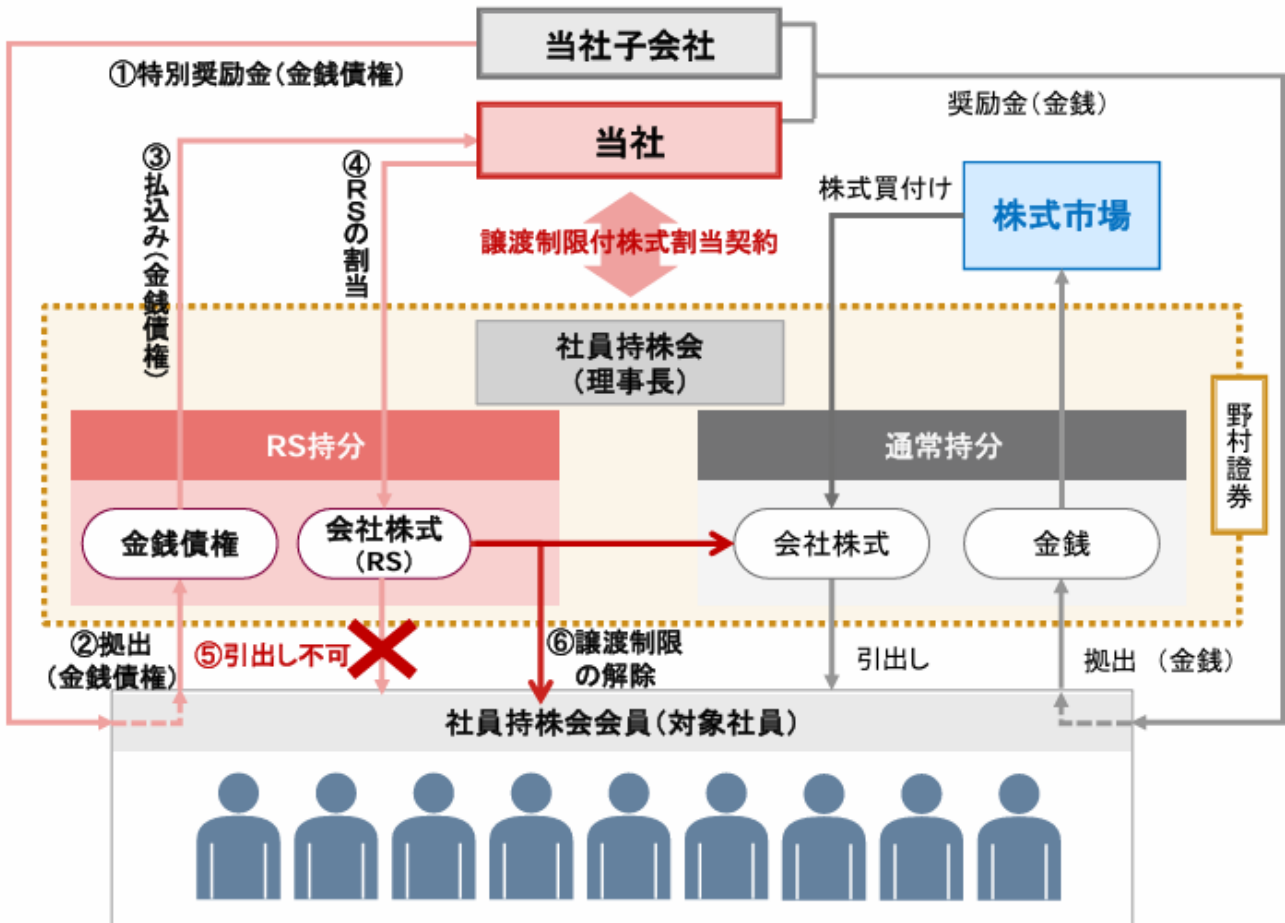 当社子会社
①特別奨励金(金銭債権)
奨励金(金銭)
当社
③払込み(金銭債権)
④RSの割当
株式買付け
株式市場
譲渡制限付株式割当契約
社員持株会
(理事長)
野村證券
RS持分
通常持分
金銭債権
会社株式
(RS)
会社株式
金銭
②拠出
(金銭債権)
⑤引出し不可
⑥譲渡制限
の解除
引出し
拠出 (金銭)
社員持株会会員(対象社員)